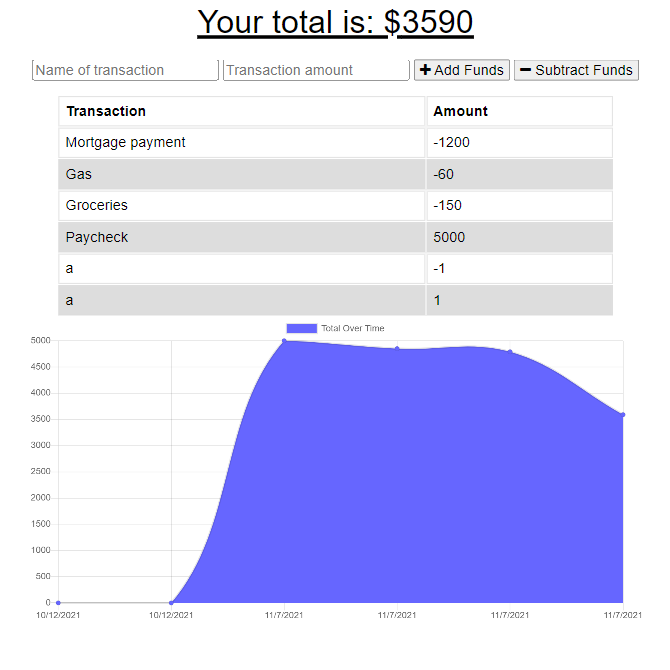 Your total is: $3590
Name of transaction Transaction amount + Add Funds − Subtract Funds
Transaction Amount
Mortgage payment -1200
Gas -60
Groceries -150
Paycheck 5000
a -1
a 1
Total Over Time
5000
4500
4000
3500
3000
2500
2000
1500
1000
500
0
10/12/2021 10/12/2021 11/7/2021 11/7/2021 11/7/2021 11/7/2021